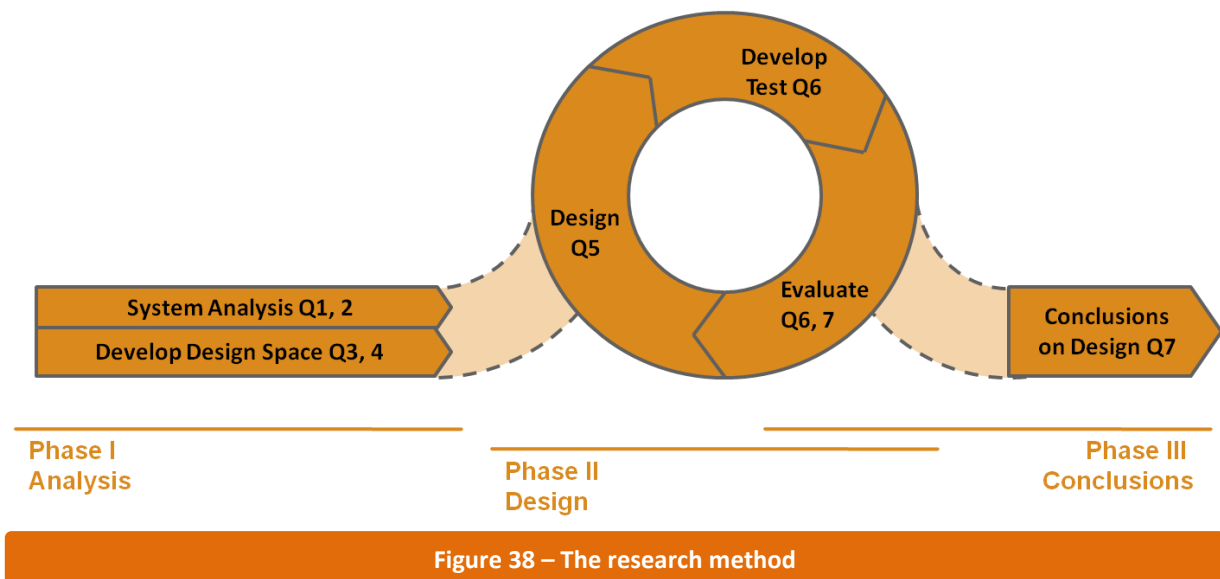 Develop
Test Q6
Design
Q5
Evaluate
Q6, 7
System Analysis Q1, 2
Develop Design Space Q3, 4
Conclusions
on Design Q7
Phase I
Analysis
Phase II
Design
Phase III
Conclusions
Figure 38 – The research method